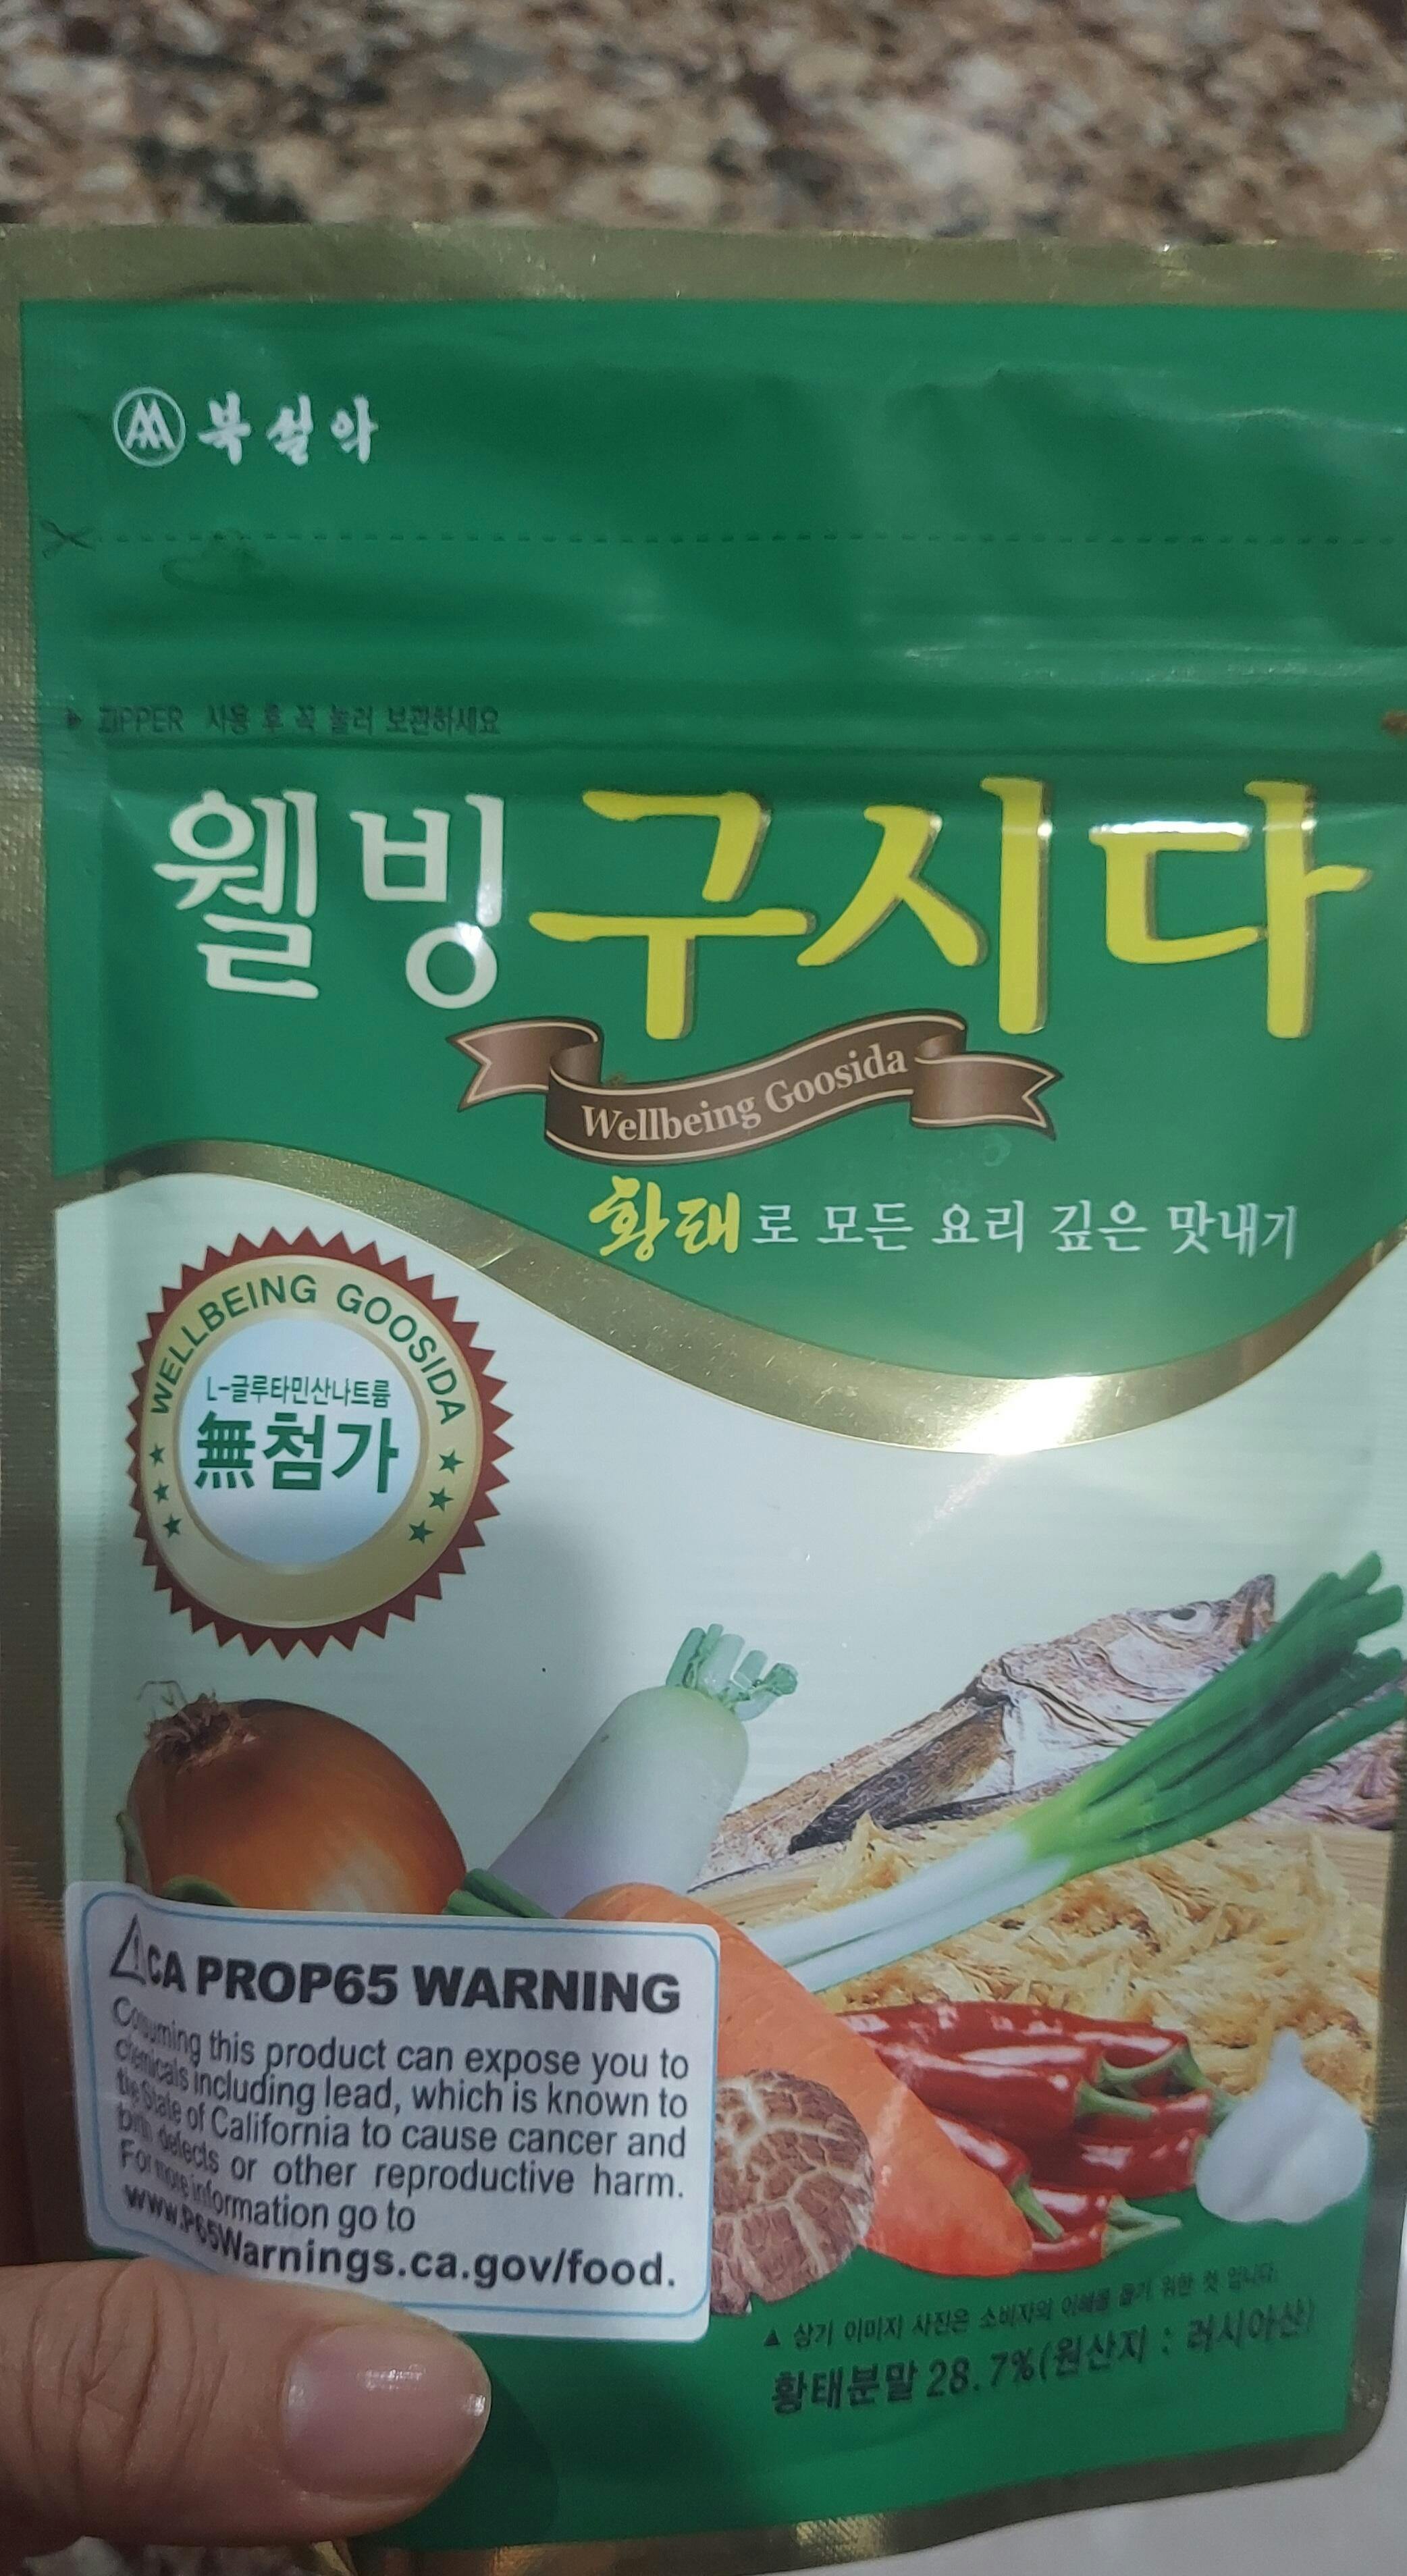 북설악
▶ ZIPPER 사용 후 꼭 눌러 보관하세요
웰빙구시다
Wellbeing Goosida
황태로 모든 요리 깊은 맛내기
WELLBEING GOOSIDA
L-글루타민산나트륨
無첨가
CA PROP65 WARNING
Consuming this product can expose you to
chemicals including lead, which is known to
the State of California to cause cancer and
birth defects or other reproductive harm.
For more information go to
www.P65Warnings.ca.gov/food.
▲ 상기 이미지 사진은 소비자의 이해를 돕기 위한 것 입니다.
황태분말 28.7%(원산지 : 러시아산)